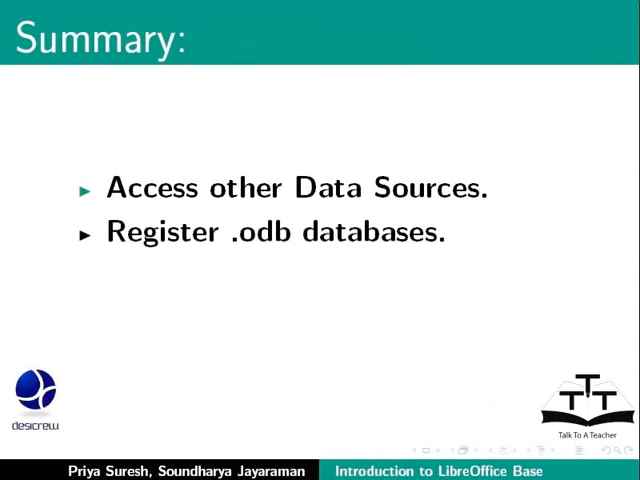 Summary:
Access other Data Sources.
Register .odb databases.
desicrew
TTT
Talk To A Teacher
Priya Suresh, Soundharya Jayaraman
Introduction to LibreOffice Base